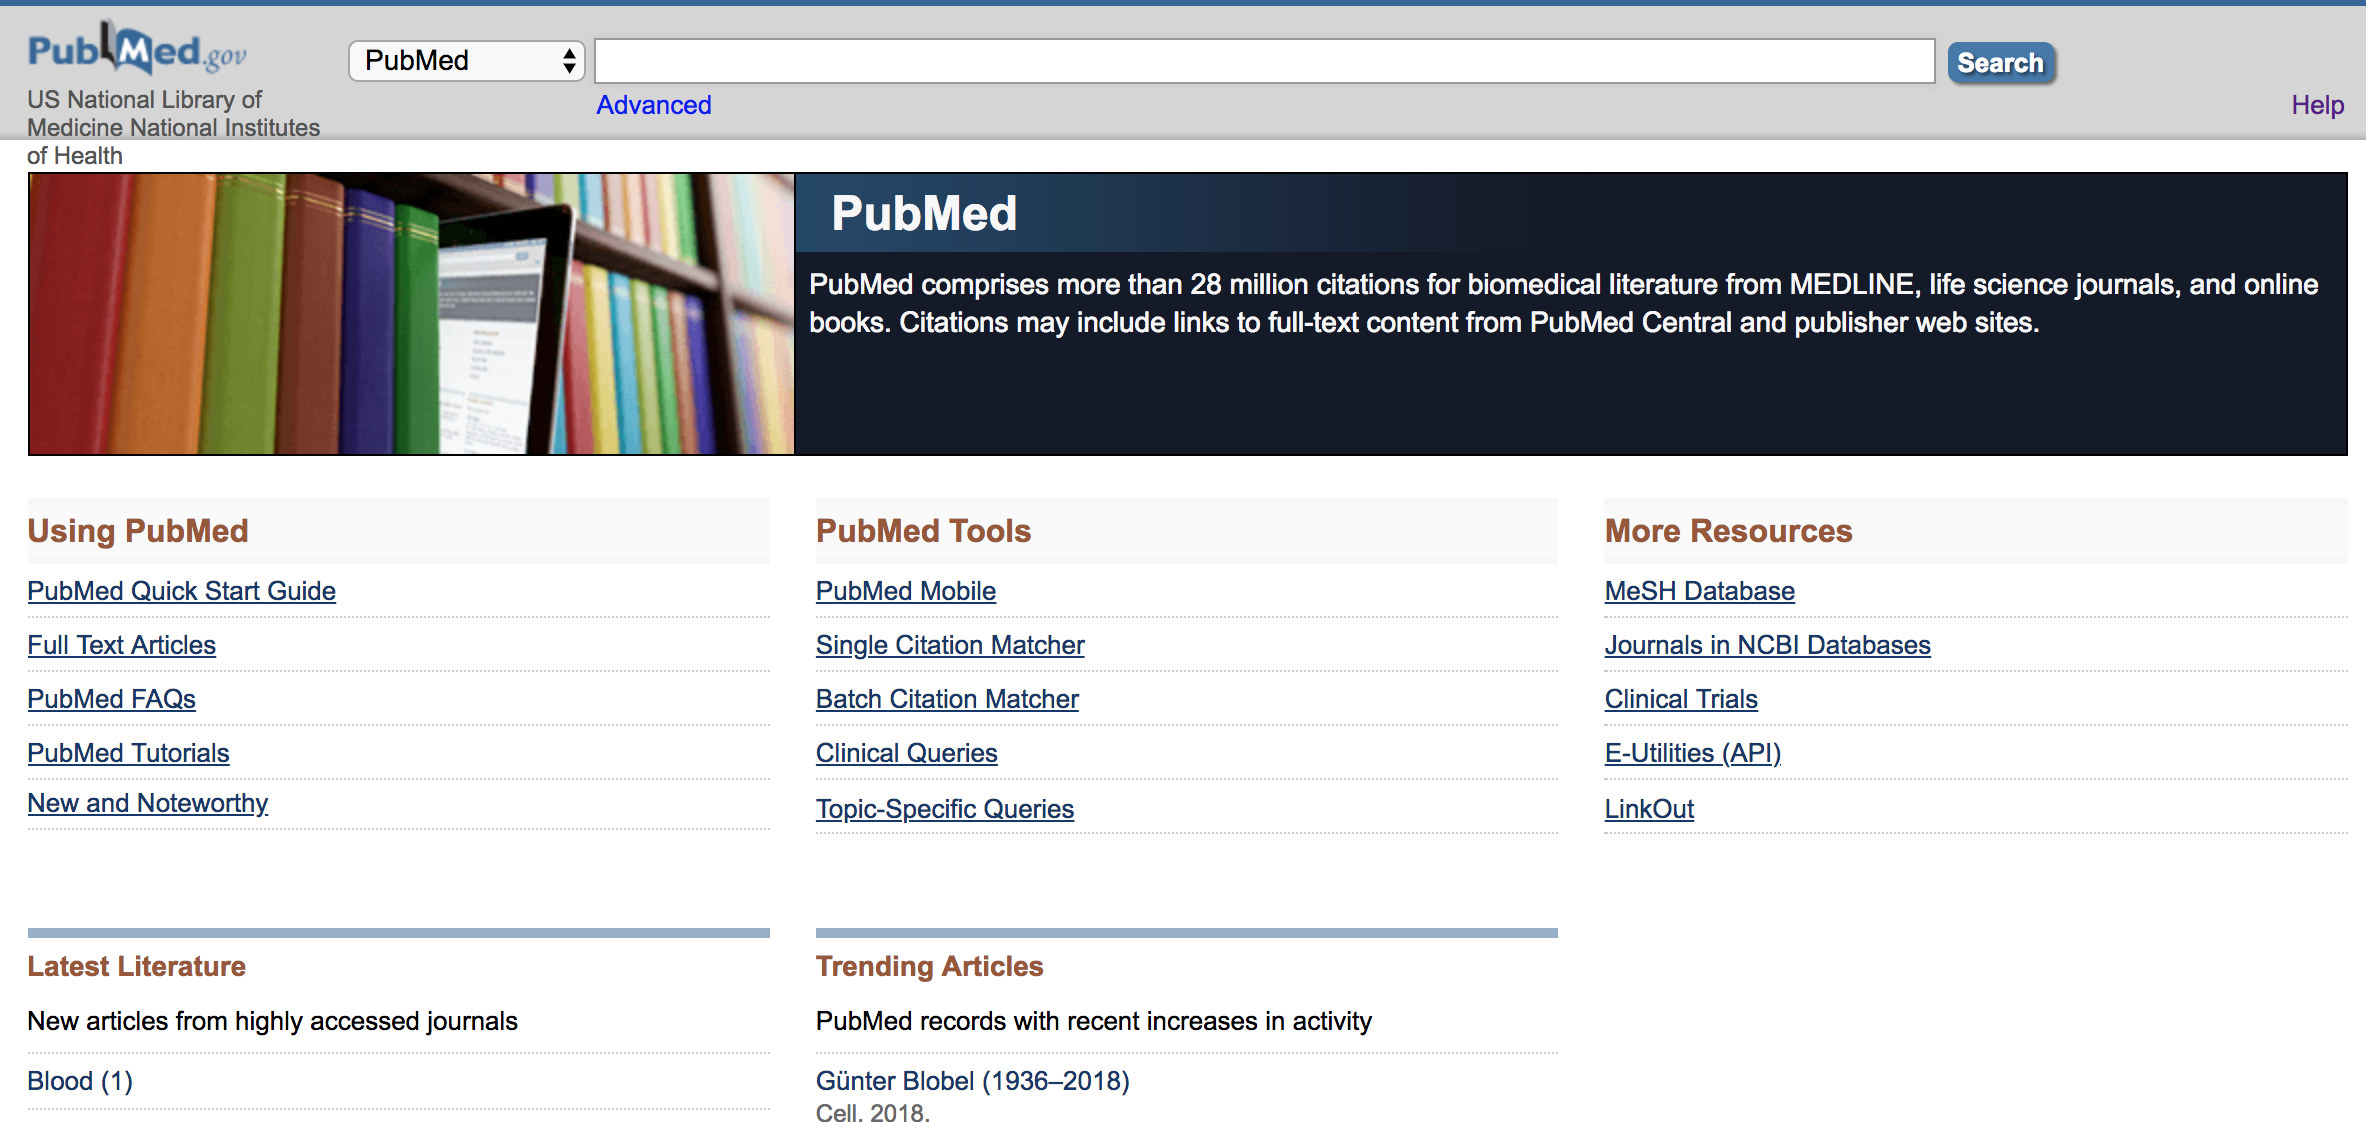 PubMed.gov
US National Library of
Medicine National Institutes
of Health
PubMed
Search
Advanced
Help
PubMed
PubMed comprises more than 28 million citations for biomedical literature from MEDLINE, life science journals, and online
books. Citations may include links to full-text content from PubMed Central and publisher web sites.
Using PubMed
PubMed Quick Start Guide
Full Text Articles
PubMed FAQs
PubMed Tutorials
New and Noteworthy
PubMed Tools
PubMed Mobile
Single Citation Matcher
Batch Citation Matcher
Clinical Queries
Topic-Specific Queries
More Resources
MeSH Database
Journals in NCBI Databases
Clinical Trials
E-Utilities (API)
LinkOut
Latest Literature
New articles from highly accessed journals
Blood (1)
Trending Articles
PubMed records with recent increases in activity
Günter Blobel (1936–2018)
Cell. 2018.